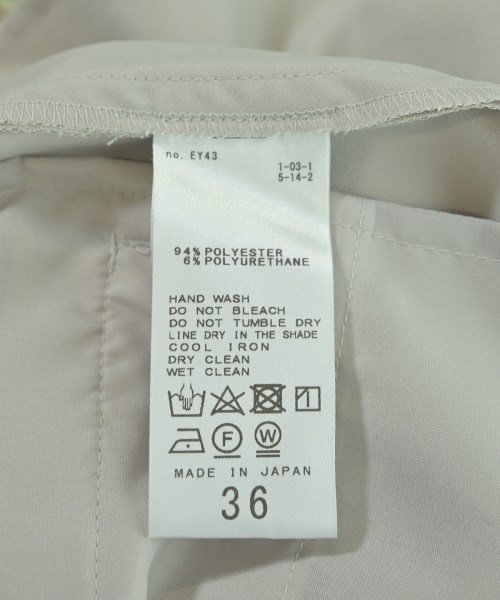 no. EY43
1-03-1
5-14-2
94% POLYESTER
6% POLYURETHANE
HAND WASH
DO NOT BLEACH
DO NOT TUMBLE DRY
LINE DRY IN THE SHADE
COOL IRON
DRY CLEAN
WET CLEAN
F W
MADE IN JAPAN
36